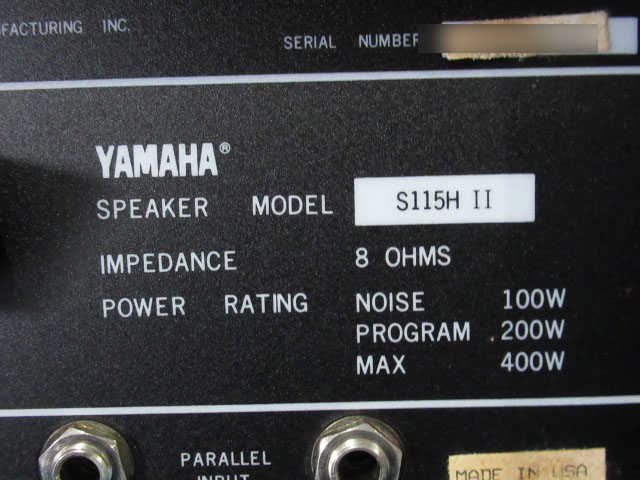 FACTURING INC.
SERIAL NUMBER
YAMAHA®
SPEAKER MODEL S115H II
IMPEDANCE 8 OHMS
POWER RATING NOISE 100W
PROGRAM 200W
MAX 400W
PARALLEL
INPUT
MADE IN USA